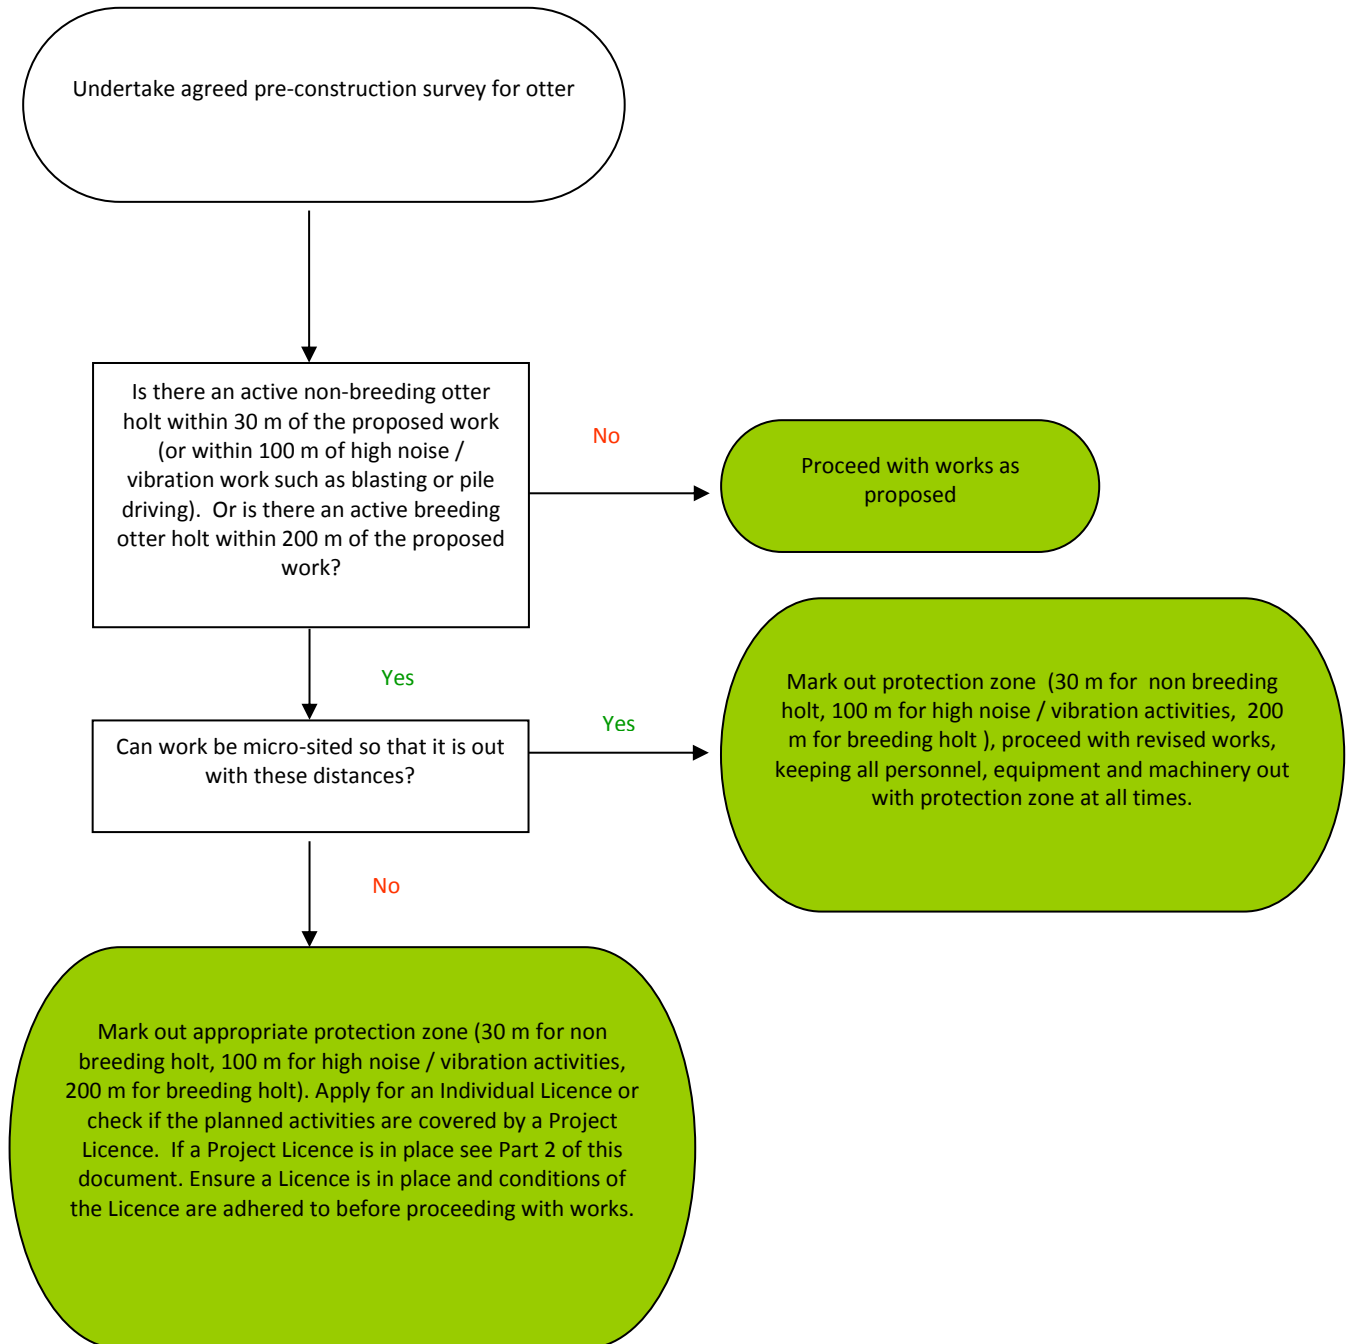 Undertake agreed pre-construction survey for otter
Is there an active non-breeding otter
holt within 30 m of the proposed work
(or within 100 m of high noise /
vibration work such as blasting or pile
driving).  Or is there an active breeding
otter holt within 200 m of the proposed
work?
No
Proceed with works as
proposed
Yes
Can work be micro-sited so that it is out
with these distances?
Yes
Mark out protection zone  (30 m for  non breeding
holt, 100 m for high noise / vibration activities,  200
m for breeding holt ), proceed with revised works,
keeping all personnel, equipment and machinery out
with protection zone at all times.
No
Mark out appropriate protection zone (30 m for non
breeding holt, 100 m for high noise / vibration activities,
200 m for breeding holt). Apply for an Individual Licence or
check if the planned activities are covered by a Project
Licence.  If a Project Licence is in place see Part 2 of this
document. Ensure a Licence is in place and conditions of
the Licence are adhered to before proceeding with works.